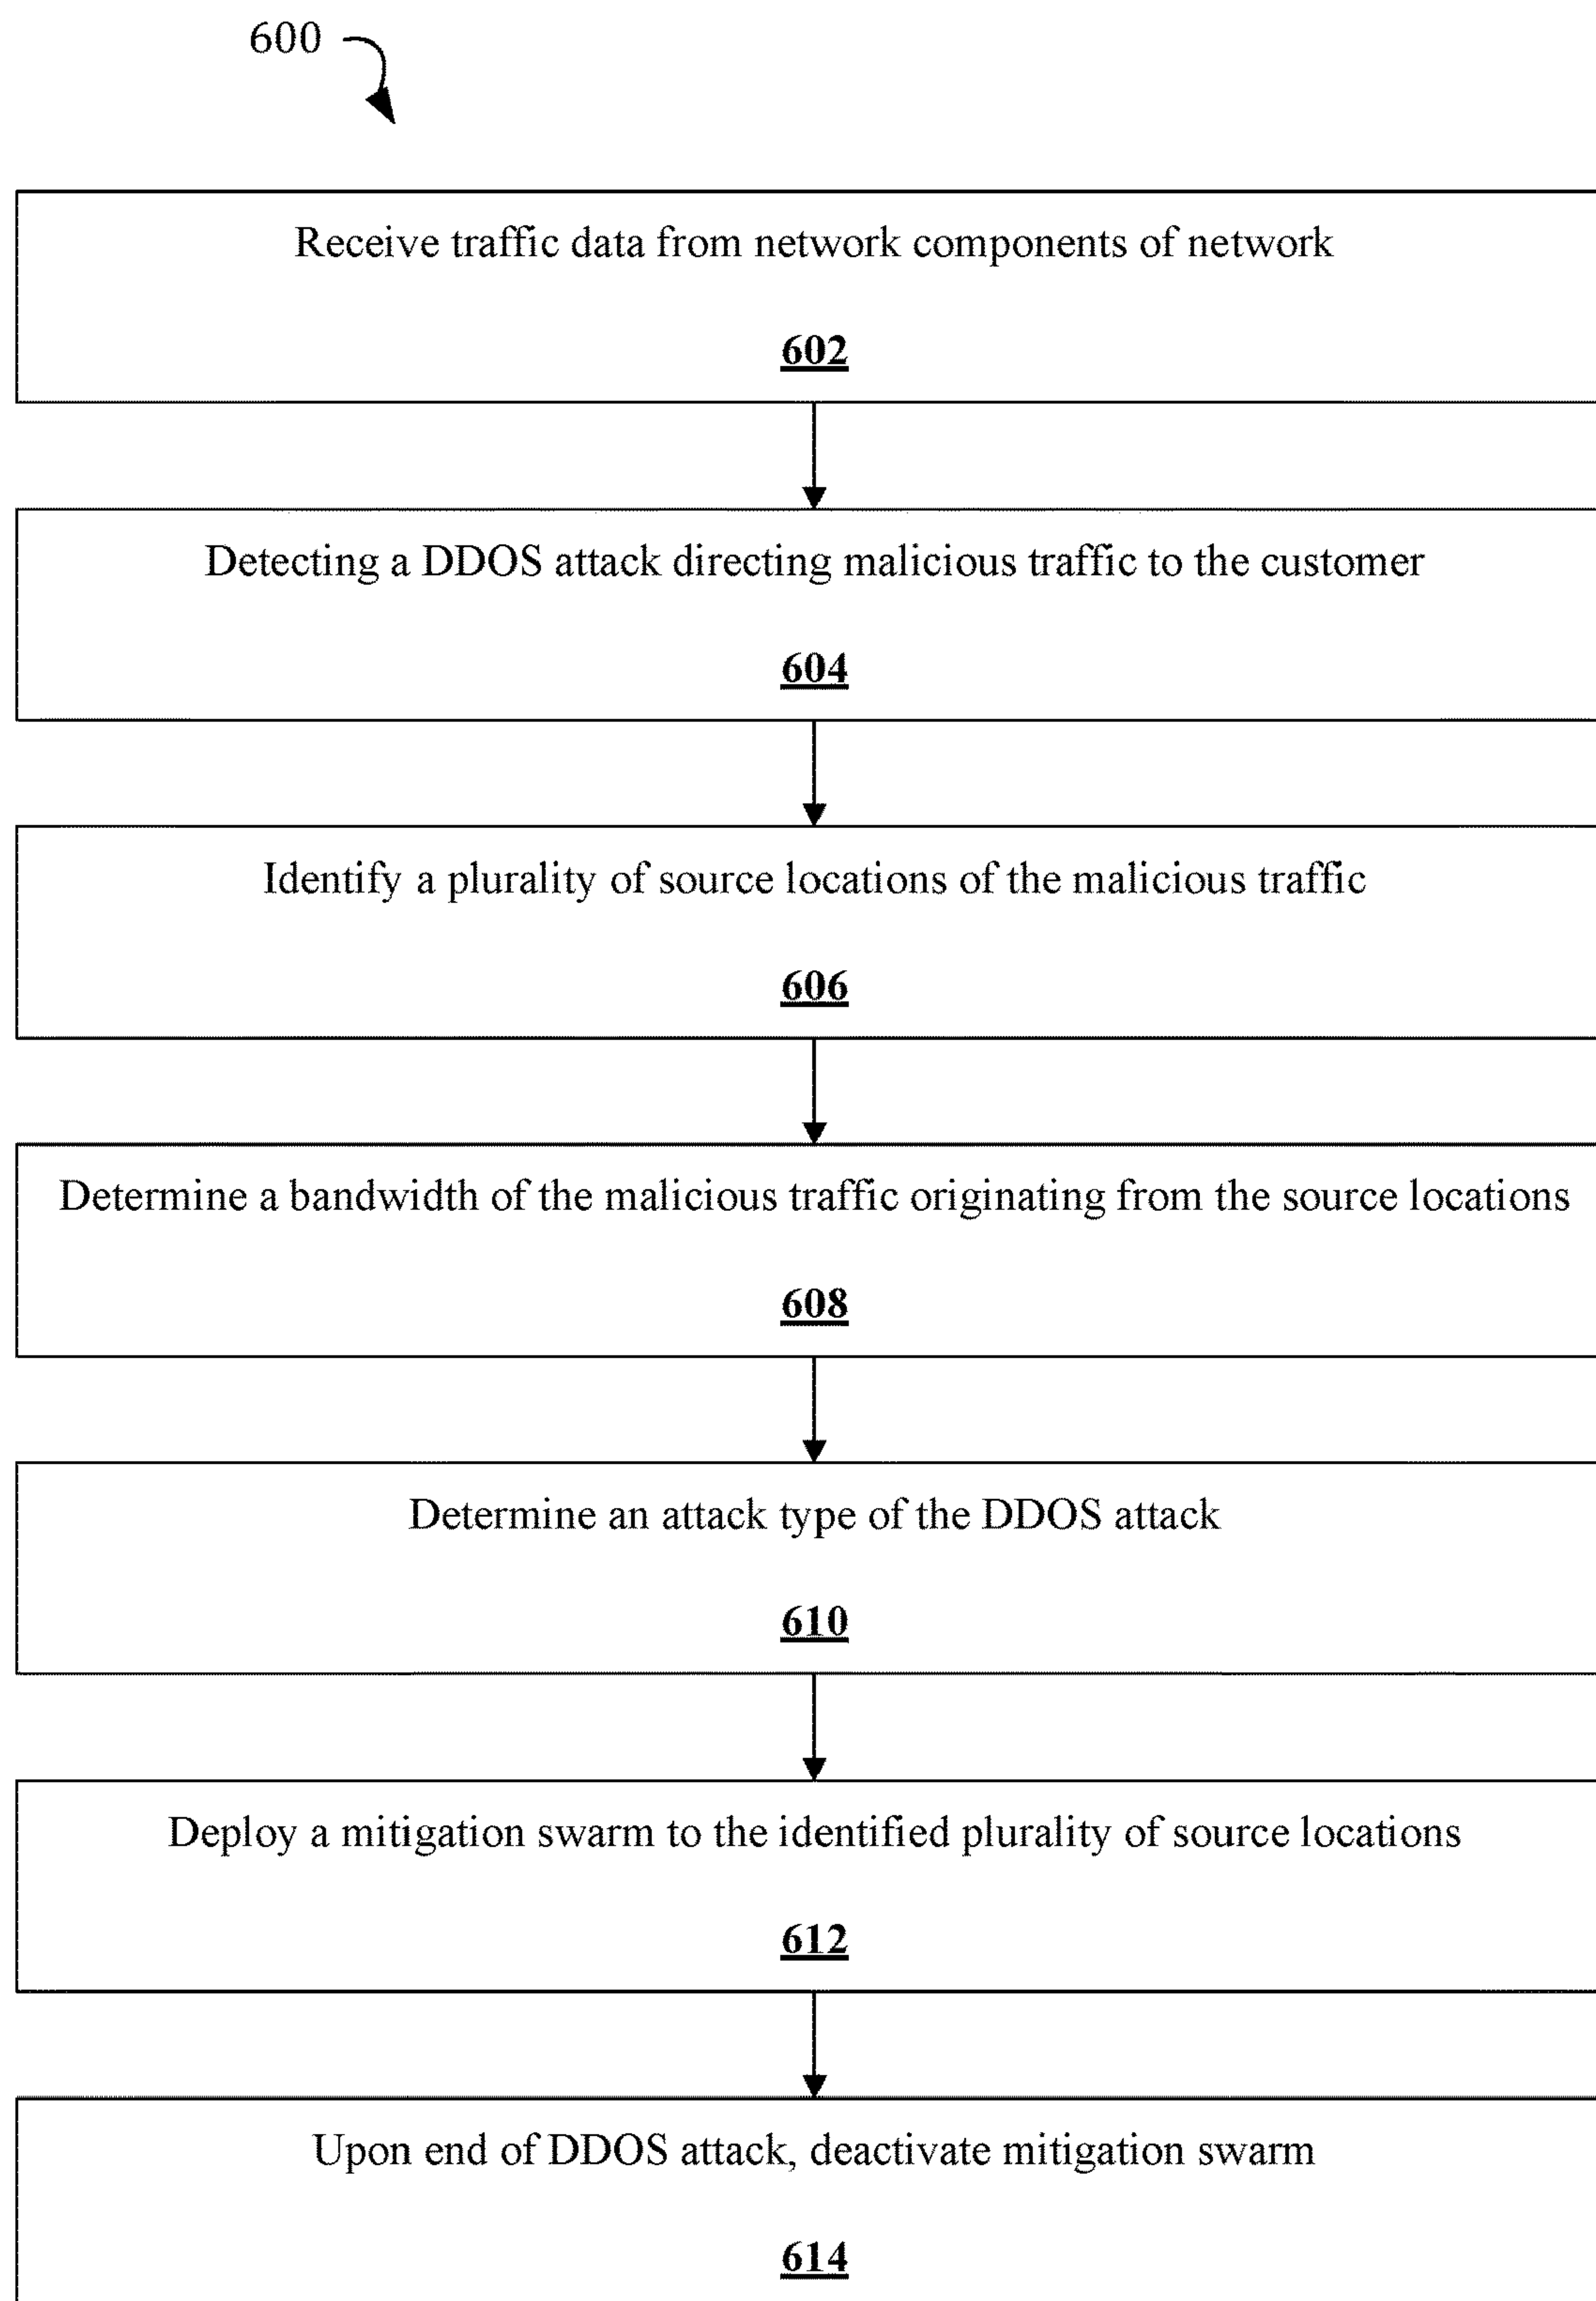 600
Receive traffic data from network components of network
602
Detecting a DDOS attack directing malicious traffic to the customer
604
Identify a plurality of source locations of the malicious traffic
606
Determine a bandwidth of the malicious traffic originating from the source locations
608
Determine an attack type of the DDOS attack
610
Deploy a mitigation swarm to the identified plurality of source locations
612
Upon end of DDOS attack, deactivate mitigation swarm
614